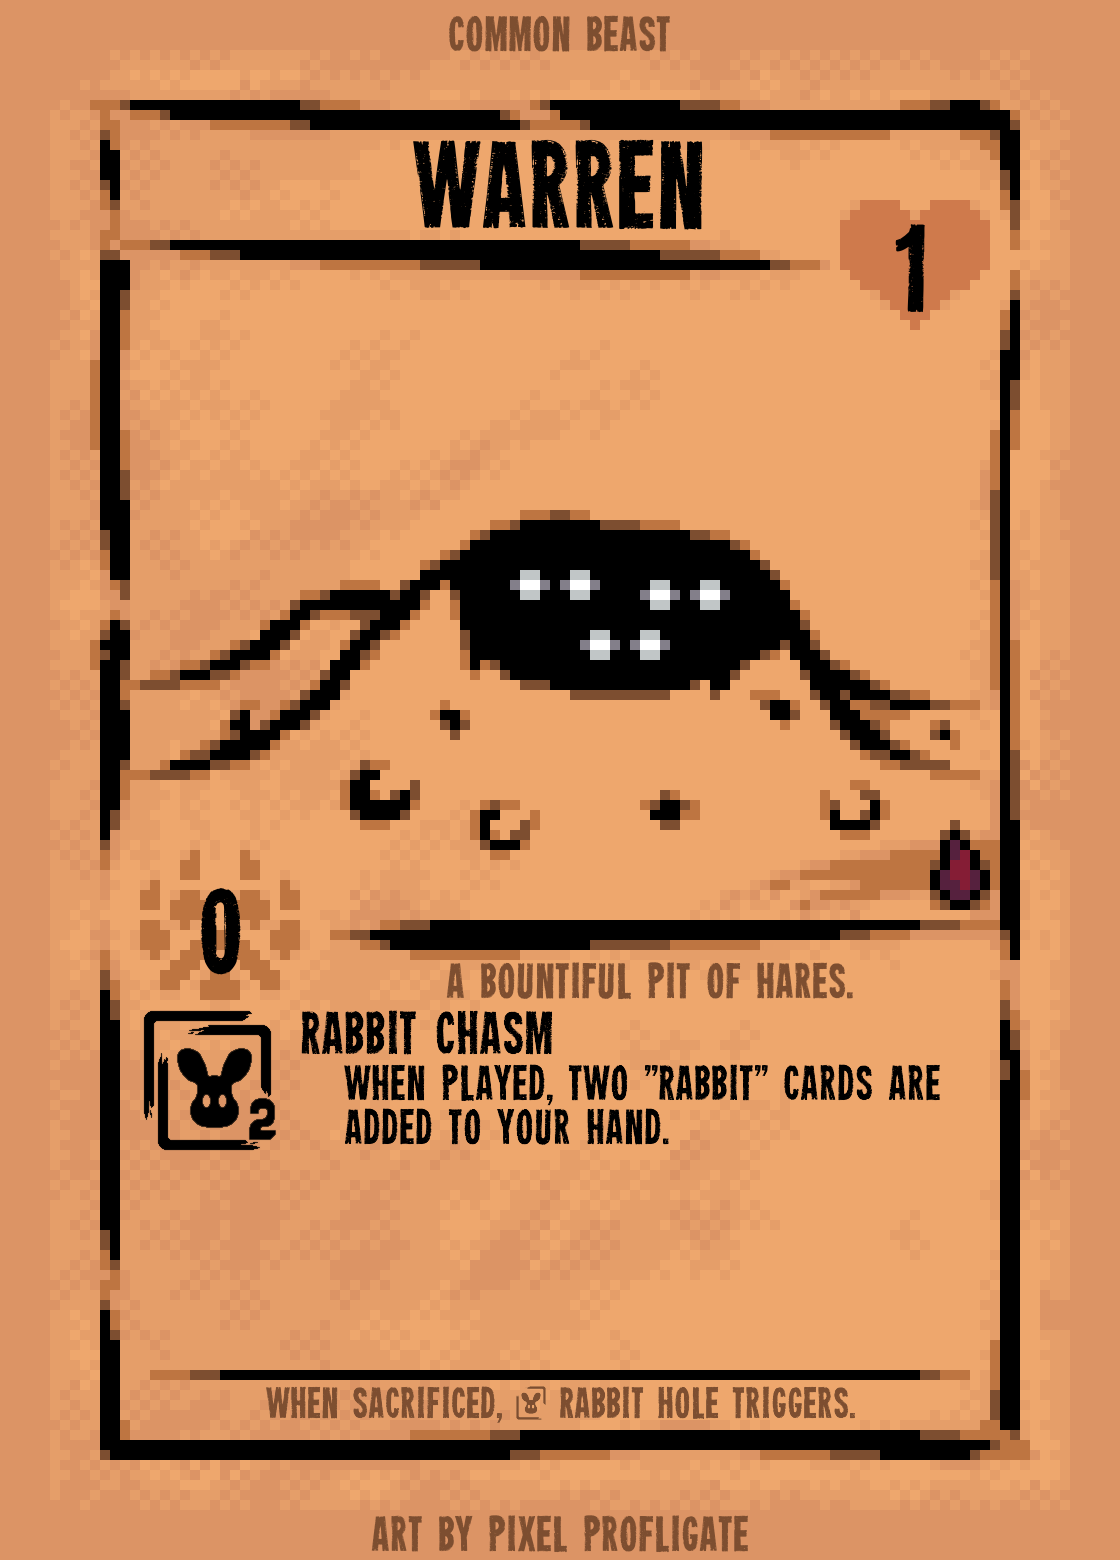 COMMON BEAST
WARREN
1
0
A BOUNTIFUL PIT OF HARES.
RABBIT CHASM
WHEN PLAYED, TWO "RABBIT" CARDS ARE
ADDED TO YOUR HAND.
2
WHEN SACRIFICED, RABBIT HOLE TRIGGERS.
ART BY PIXEL PROFLIGATE